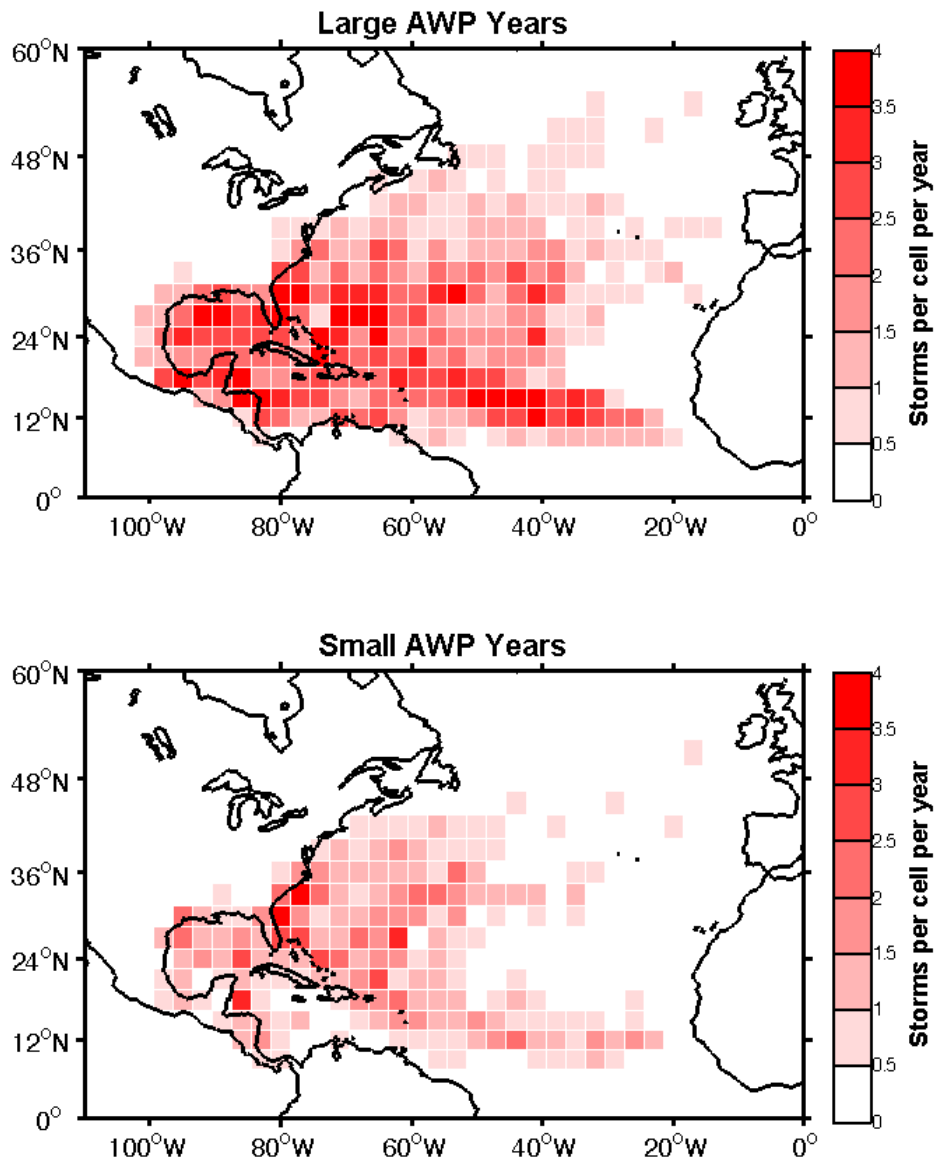 Large AWP Years
60°N
48°N
36°N
24°N
12°N
0°
100°W 80°W 60°W 40°W 20°W 0°
4
3.5
3
2.5
2
1.5
1
0.5
0
Storms per cell per year
Small AWP Years
60°N
48°N
36°N
24°N
12°N
0°
100°W 80°W 60°W 40°W 20°W 0°
4
3.5
3
2.5
2
1.5
1
0.5
0
Storms per cell per year